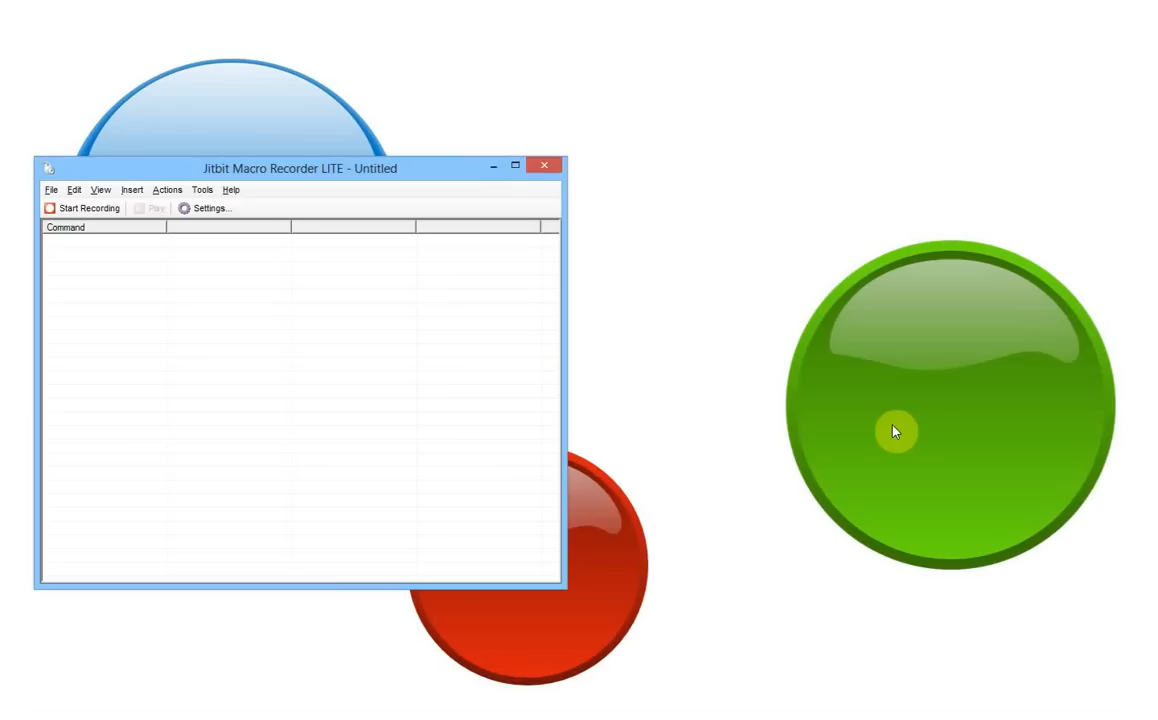 Jitbit Macro Recorder LITE - Untitled
File Edit View Insert Actions Tools Help
Start Recording Play Settings...
Command